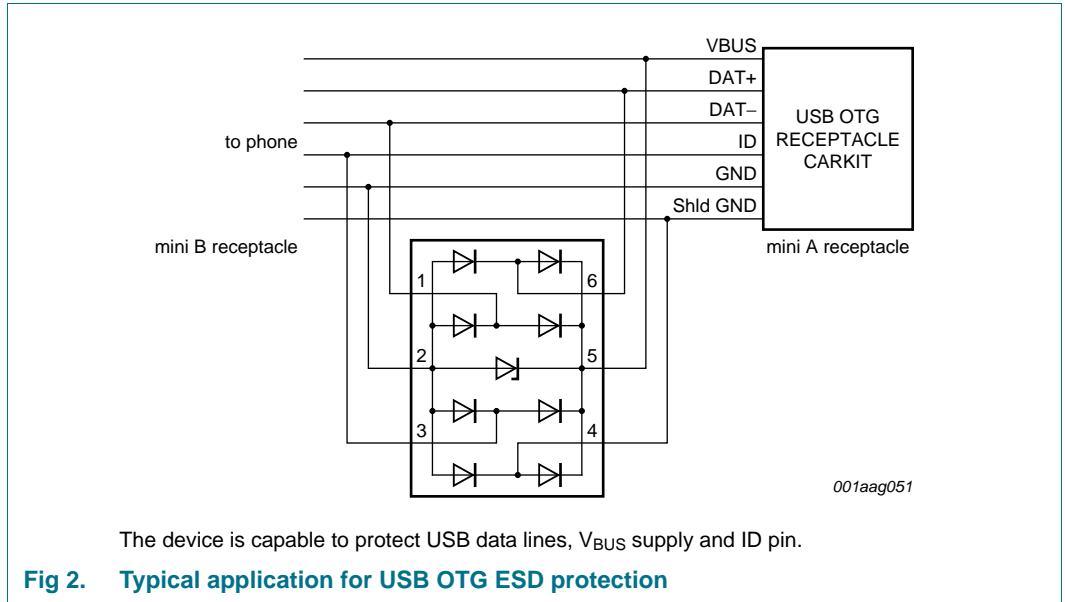 VBUS
DAT+
DAT−
to phone
ID
GND
Shld GND
USB OTG
RECEPTACLE
CARKIT
mini B receptacle
mini A receptacle
1
6
2
5
3
4
001aag051
The device is capable to protect USB data lines, VBUS supply and ID pin.
Fig 2. Typical application for USB OTG ESD protection